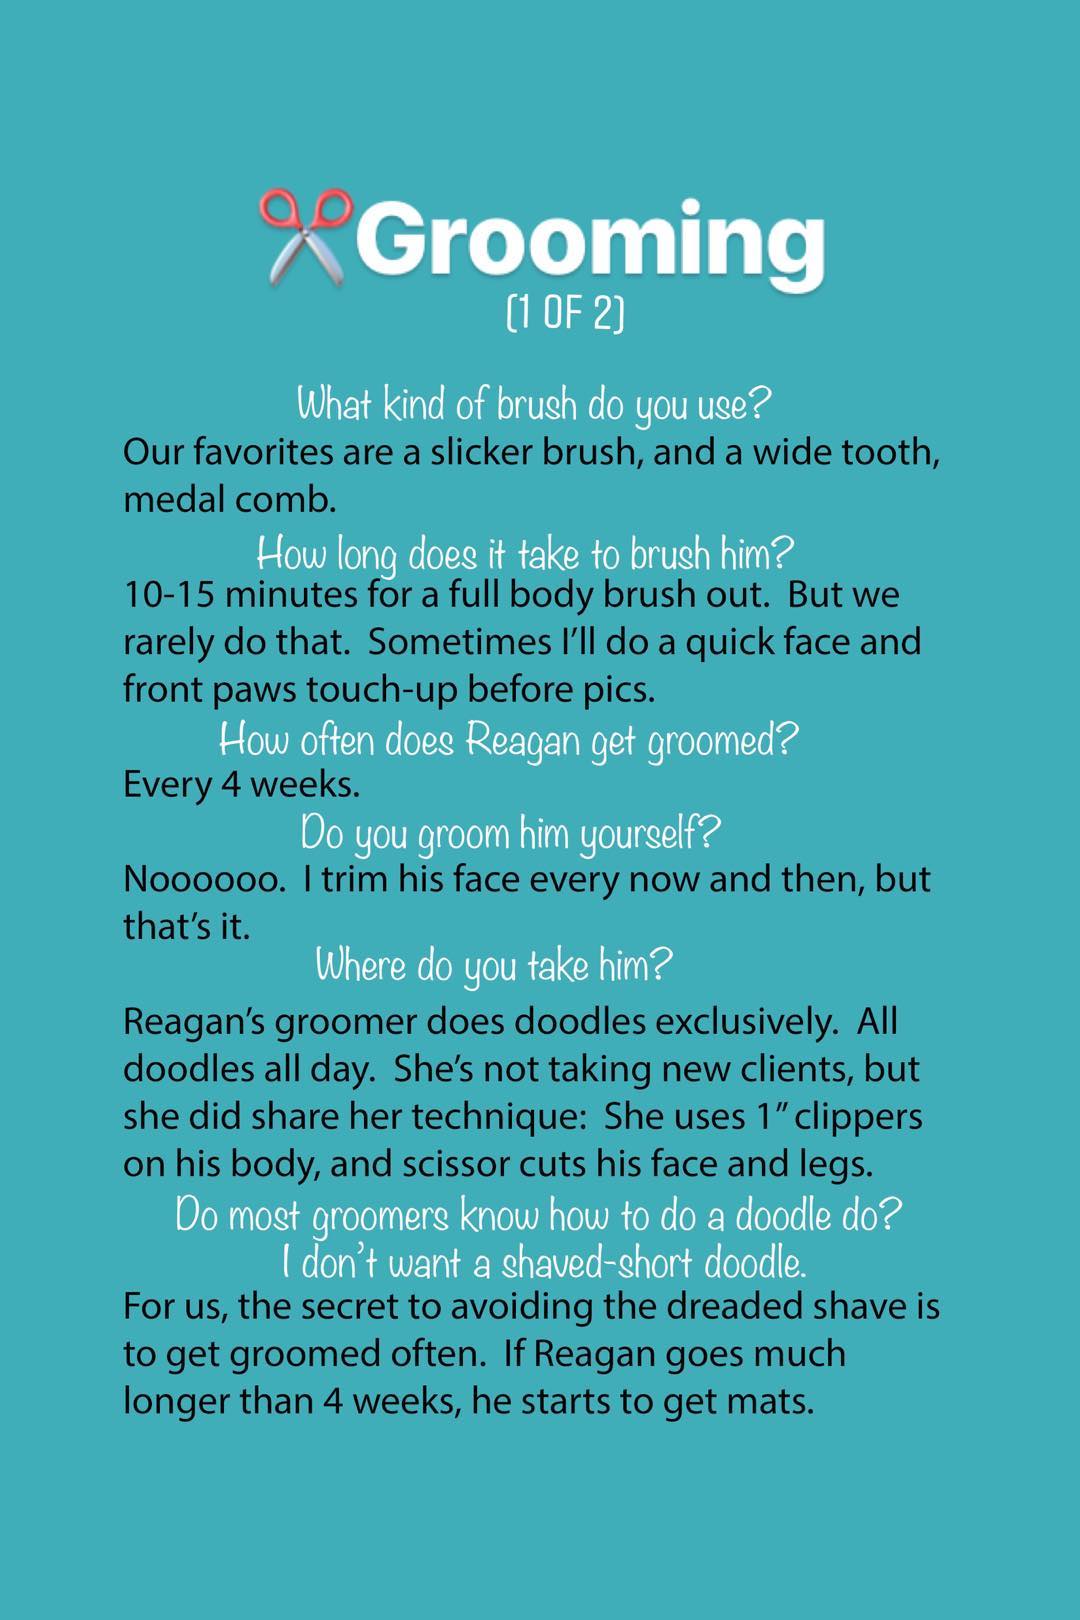 Grooming
(1 OF 2)
What kind of brush do you use?
Our favorites are a slicker brush, and a wide tooth,
medal comb.
How long does it take to brush him?
10-15 minutes for a full body brush out.  But we
rarely do that.  Sometimes I’ll do a quick face and
front paws touch-up before pics.
How often does Reagan get groomed?
Every 4 weeks.
Do you groom him yourself?
Noooooo.  I trim his face every now and then, but
that’s it.
Where do you take him?
Reagan’s groomer does doodles exclusively.  All
doodles all day.  She’s not taking new clients, but
she did share her technique:  She uses 1” clippers
on his body, and scissor cuts his face and legs.
Do most groomers know how to do a doodle do?
I don’t want a shaved-short doodle.
For us, the secret to avoiding the dreaded shave is
to get groomed often.  If Reagan goes much
longer than 4 weeks, he starts to get mats.